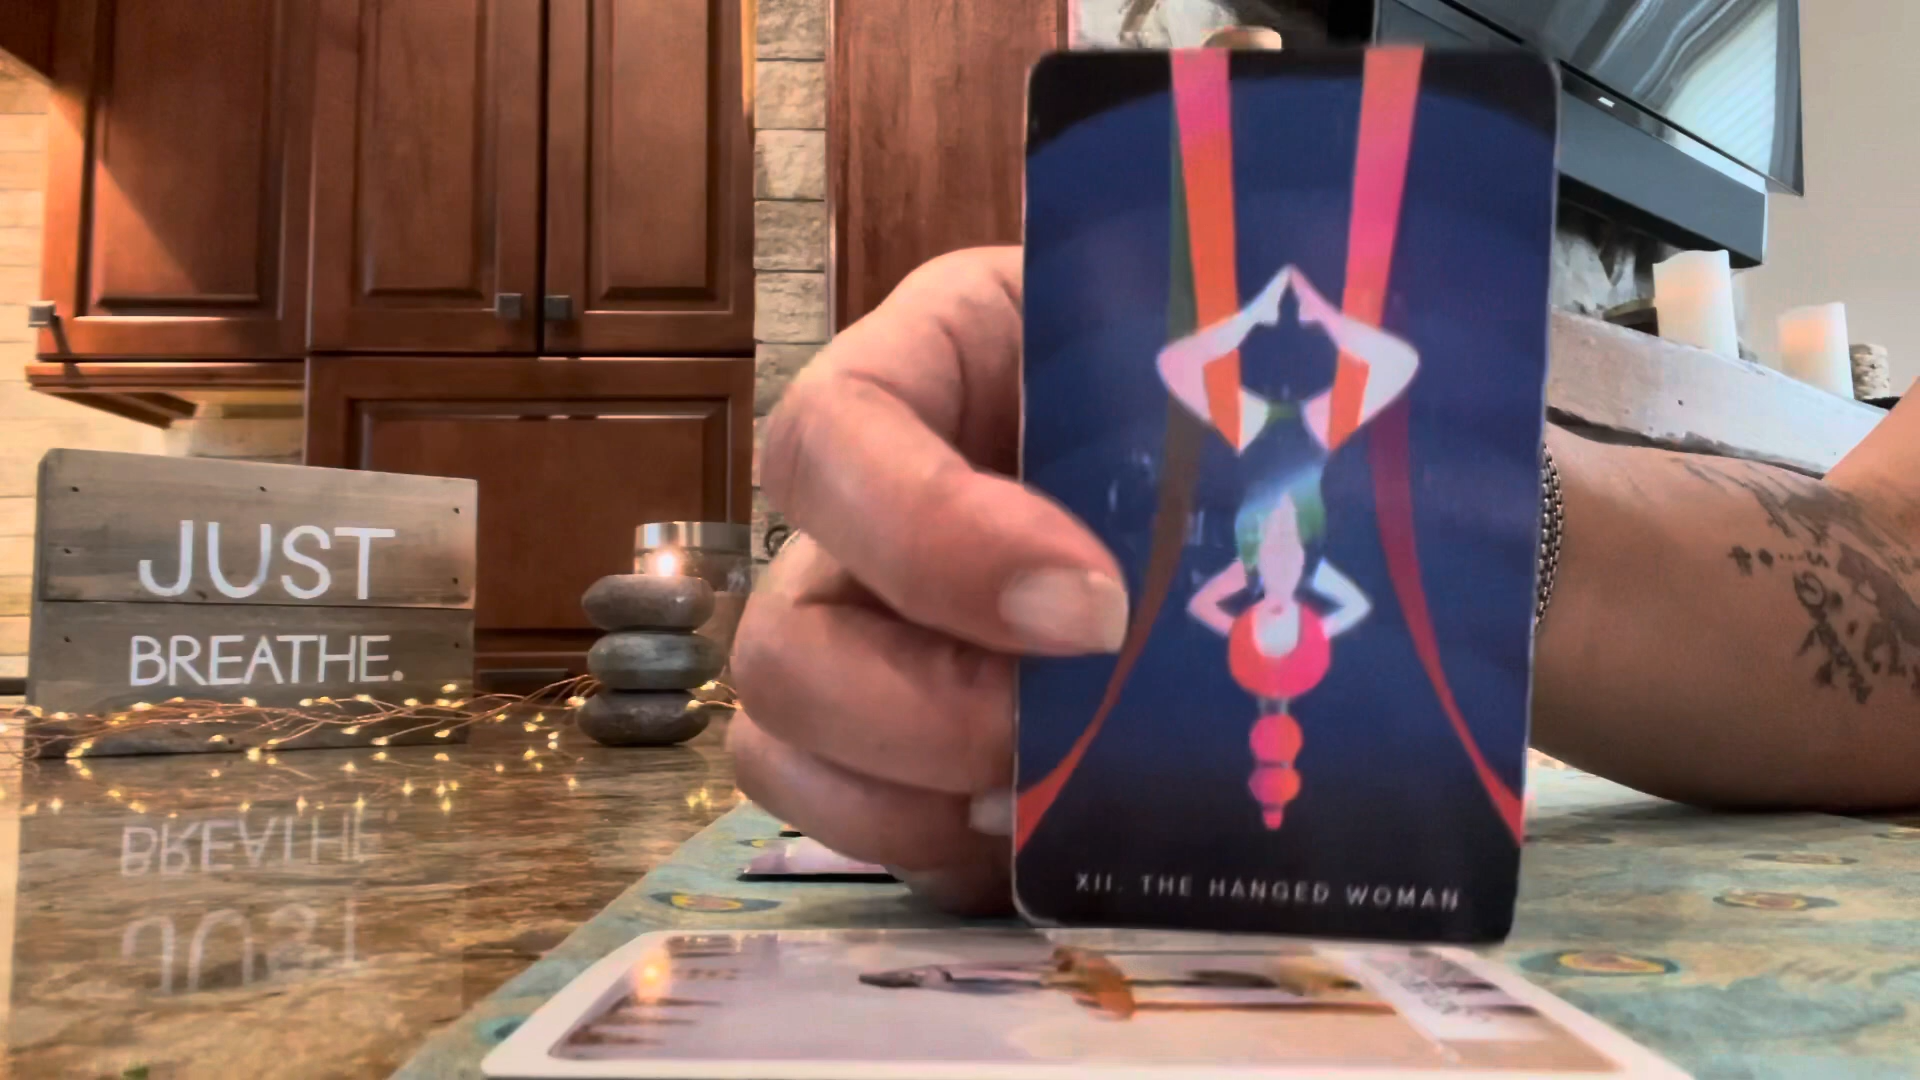 JUST
BREATHE.
XII. THE HANGED WOMAN